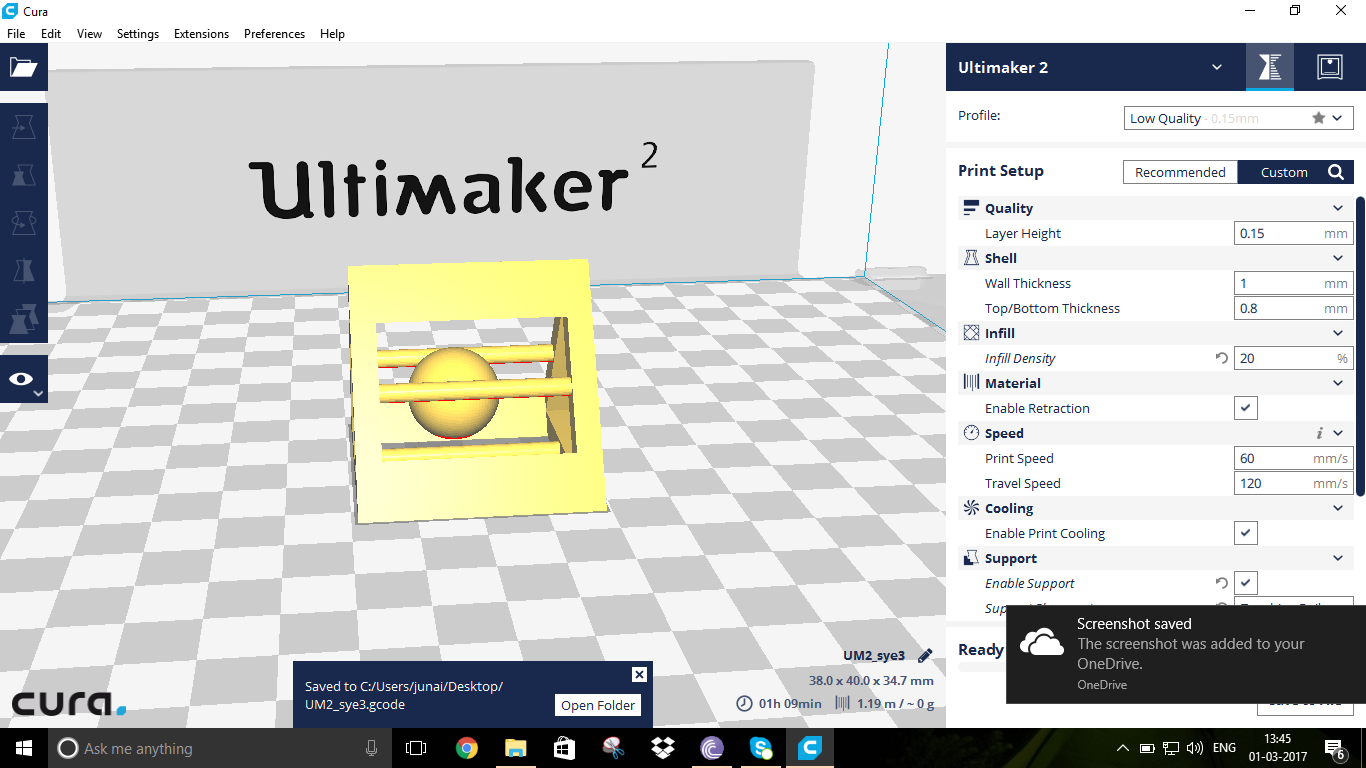 Cura
File Edit View Settings Extensions Preferences Help
Ultimaker 2
Ultimaker 2
Profile:
Low Quality - 0.15mm
Print Setup
Recommended
Custom
Quality
Layer Height
0.15 mm
Shell
Wall Thickness
1 mm
Top/Bottom Thickness
0.8 mm
Infill
Infill Density
20 %
Material
Enable Retraction
Speed
i
Print Speed
60 mm/s
Travel Speed
120 mm/s
Cooling
Enable Print Cooling
Support
Enable Support
Ready
Screenshot saved
The screenshot was added to your
OneDrive.
OneDrive
UM2_sye3
38.0 x 40.0 x 34.7 mm
01h 09min
1.19 m / ~ 0 g
Saved to C:/Users/junai/Desktop/
UM2_sye3.gcode
Open Folder
cura.
Ask me anything
ENG
13:45
01-03-2017
6